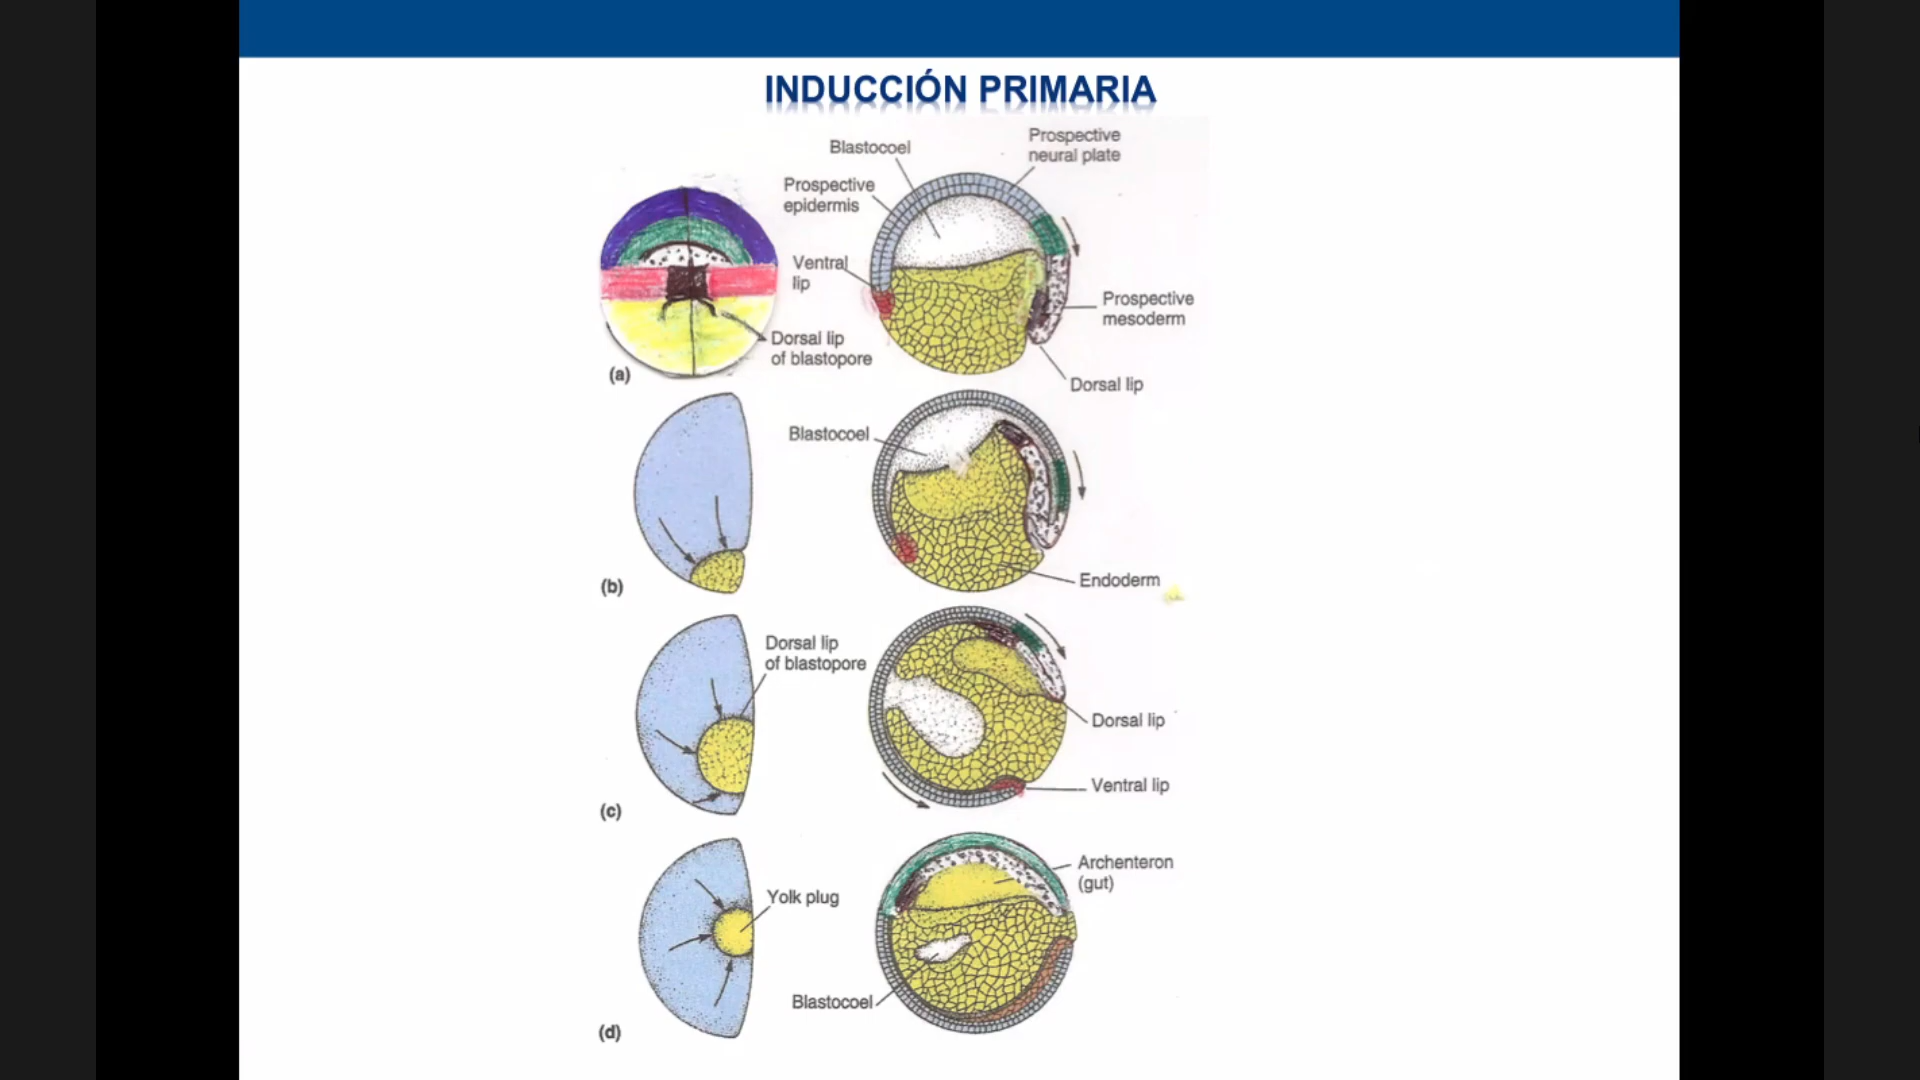 INDUCCIÓN PRIMARIA
Blastocoel
Prospective
neural plate
Prospective
epidermis
Ventral
lip
Prospective
mesoderm
Dorsal lip
of blastopore
Dorsal lip
(a)
Blastocoel
Endoderm
(b)
Dorsal lip
of blastopore
Dorsal lip
Ventral lip
(c)
Archenteron
(gut)
Yolk plug
Blastocoel
(d)